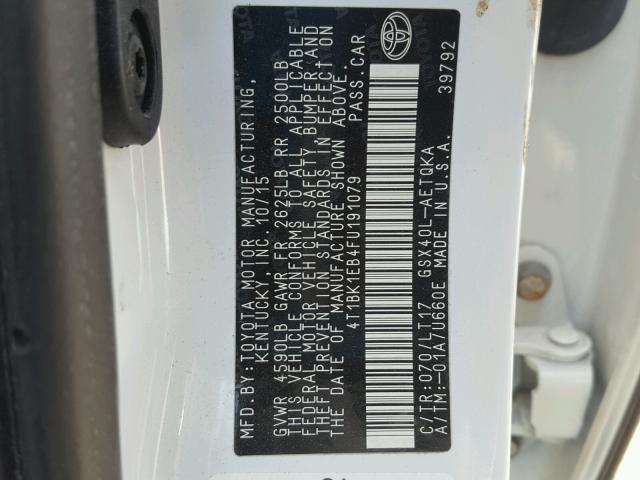 MFD.BY:TOYOTA MOTOR MANUFACTURING,
KENTUCKY, INC. 10/15
GVWR 4590LB GAWR FR 2625LB RR 2500LB
THIS VEHICLE CONFORMS TO ALL APPLICABLE
FEDERAL MOTOR VEHICLE SAFETY, BUMPER, AND
THEFT PREVENTION STANDARDS IN EFFECT ON
THE DATE OF MANUFACTURE SHOWN ABOVE.
4T1BK1EB4FU191079 PASS.CAR
TOYOTA
C/TR:070/LT17 GSX40L-AETQKA
A/TM:-01A/U660E MADE IN U.S.A.
39792